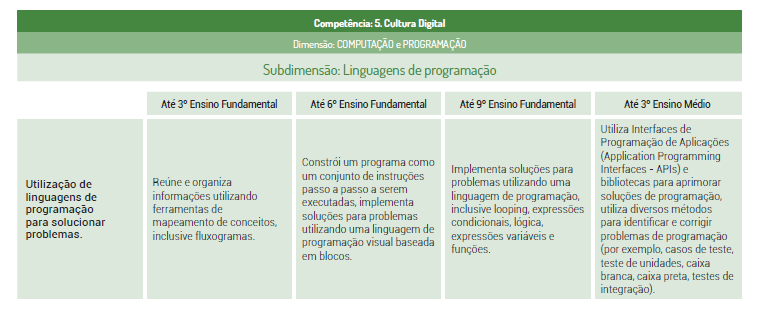 Competência: 5. Cultura Digital
Dimensão: COMPUTAÇÃO e PROGRAMAÇÃO
Subdimensão: Linguagens de programação
Até 3º Ensino Fundamental
Até 6º Ensino Fundamental
Até 9º Ensino Fundamental
Até 3º Ensino Médio
Utilização de
linguagens de
programação
para solucionar
problemas.
Reúne e organiza
informações utilizando
ferramentas de
mapeamento de conceitos,
inclusive fluxogramas.
Constrói um programa como
um conjunto de instruções
passo a passo a serem
executadas, implementa
soluções para problemas
utilizando uma linguagem de
programação visual baseada
em blocos.
Implementa soluções para
problemas utilizando uma
linguagem de programação,
inclusive looping, expressões
condicionais, lógica,
expressões variáveis e
funções.
Utiliza Interfaces de
Programação de Aplicações
(Application Programming
Interfaces - APIs) e
bibliotecas para aprimorar
soluções de programação,
utiliza diversos métodos
para identificar e corrigir
problemas de programação
(por exemplo, casos de teste,
teste de unidades, caixa
branca, caixa preta, testes de
integração).